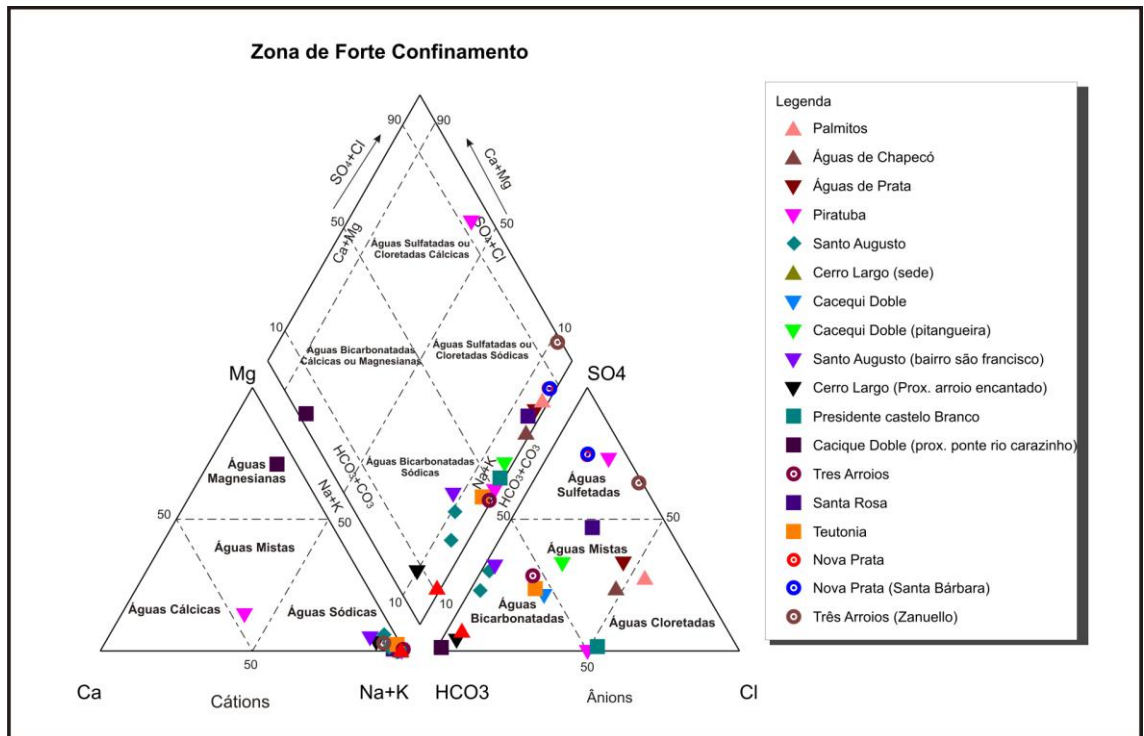 Zona de Forte Confinamento
90
90
SO4+Cl
Ca+Mg
50
50
Ca+Mg
SO4+Cl
Águas Sulfatadas ou
Cloretadas Cálcicas
10
10
Águas Bicarbonatadas
Cálcicas ou Magnesianas
Águas Sulfatadas ou
Cloretadas Sódicas
Mg
SO4
HCO3+CO3
Águas Bicarbonatadas
Sódicas
Na+K
HCO3+CO3
Na+K
10
10
Águas
Magnesianas
50
50
Águas Mistas
Águas Cálcicas
Águas Sódicas
50
Águas
Sulfetadas
50
50
Águas Mistas
Águas
Bicarbonatadas
Águas Cloretadas
50
Ca
Cátions
Na+K
HCO3
Ânions
Cl
Legenda
Palmitos
Águas de Chapecó
Águas de Prata
Piratuba
Santo Augusto
Cerro Largo (sede)
Cacequi Doble
Cacequi Doble (pitangueira)
Santo Augusto (bairro são francisco)
Cerro Largo (Prox. arroio encantado)
Presidente castelo Branco
Cacique Doble (prox. ponte rio carazinho)
Tres Arroios
Santa Rosa
Teutonia
Nova Prata
Nova Prata (Santa Bárbara)
Três Arroios (Zanuello)